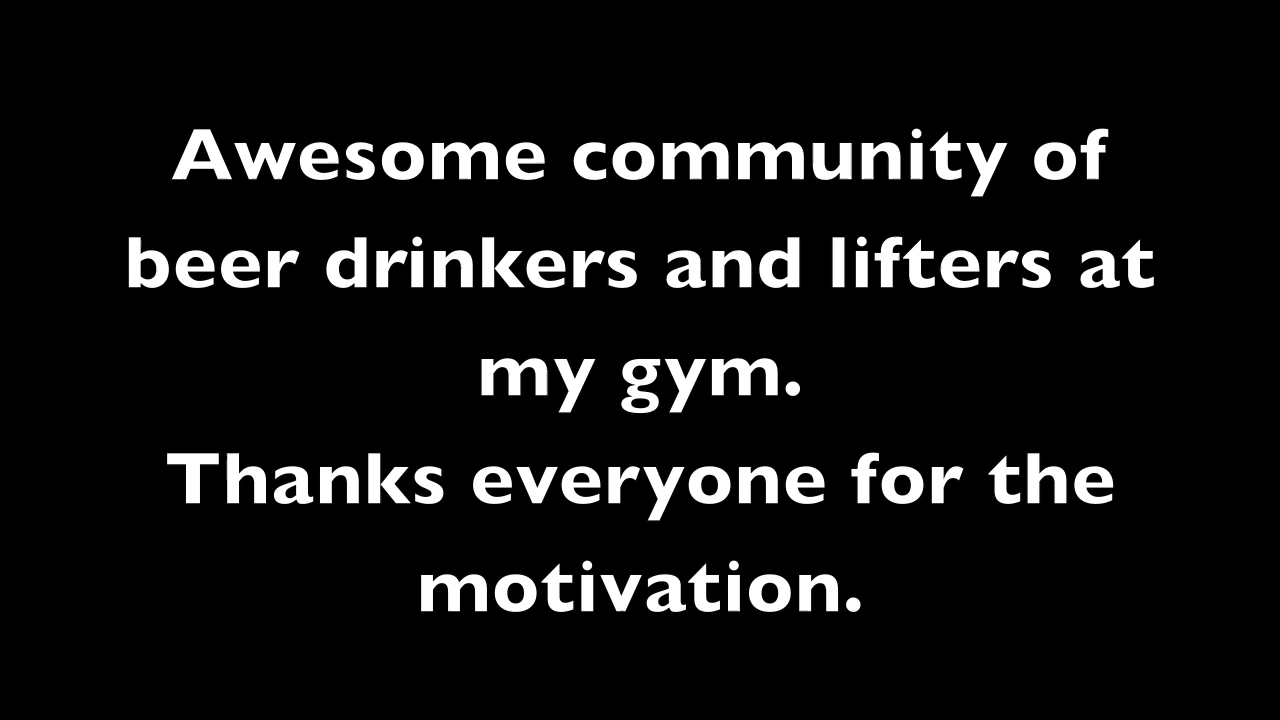 Awesome community of
beer drinkers and lifters at
my gym.
Thanks everyone for the
motivation.